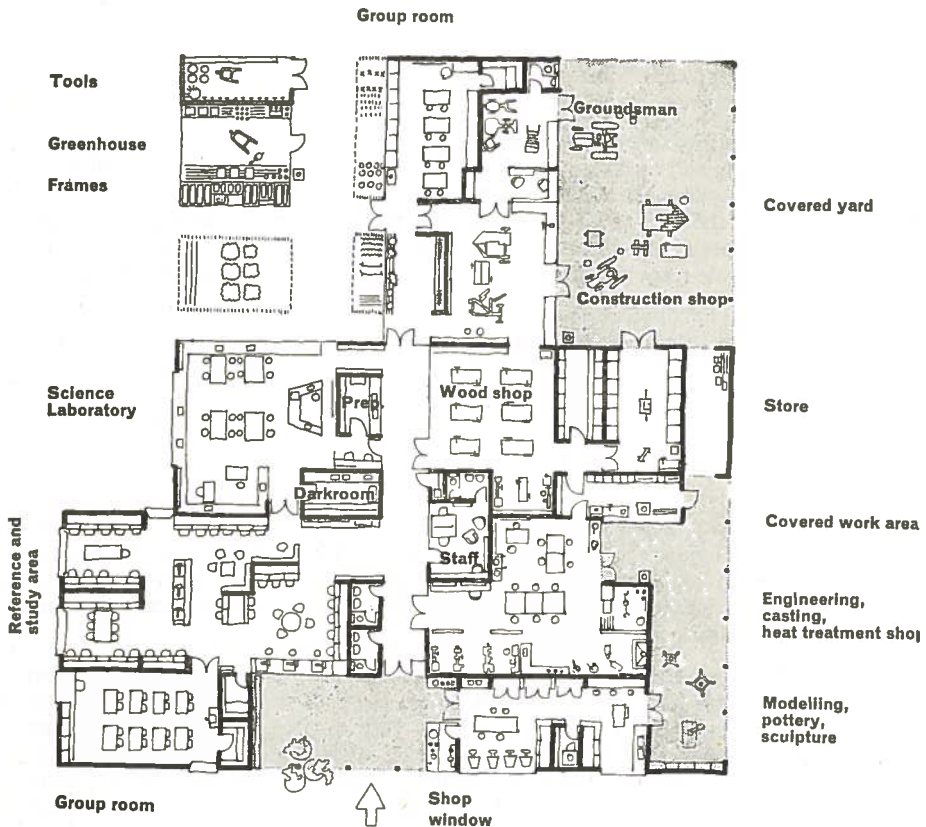 Group room
Tools
Greenhouse
Frames
Groundsman
Covered yard
Construction shop
Science
Laboratory
Prep
Wood shop
Store
Darkroom
Reference and
study area
Staff
Covered work area
Engineering,
casting,
heat treatment shop
Modelling,
pottery,
sculpture
Group room
Shop
window